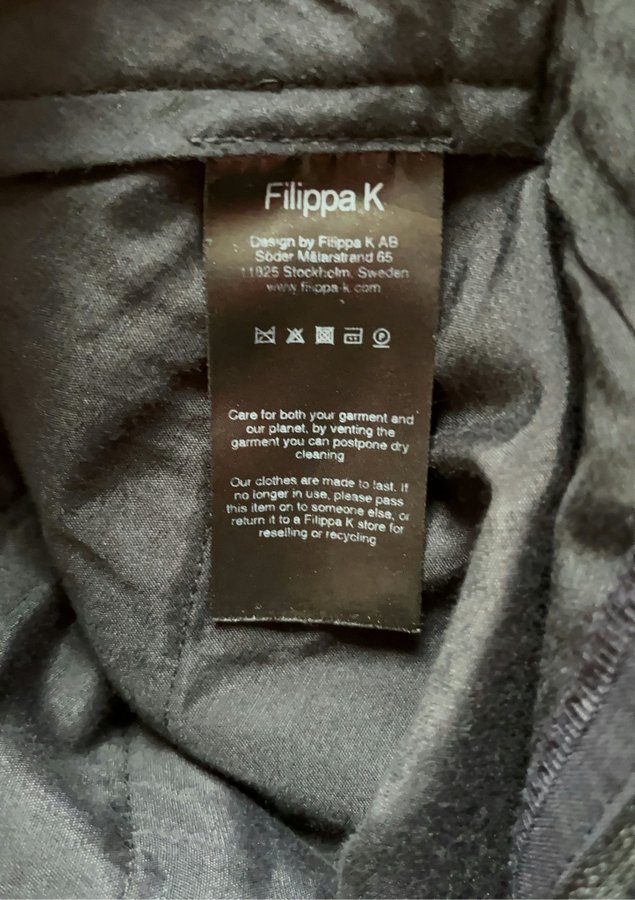 Filippa K
Design by Filippa K AB
Söder Mälarstrand 65
11825 Stockholm, Sweden
www.filippa-k.com
P
Care for both your garment and
our planet, by venting the
garment you can postpone dry
cleaning
Our clothes are made to last. If
no longer in use, please pass
this item on to someone else, or
return it to a Filippa K store for
reselling or recycling